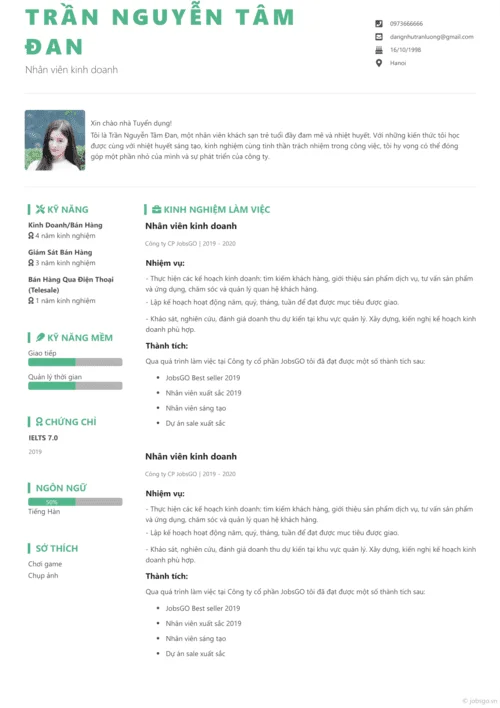 TRẦN NGUYỄN TÂM
ĐAN
Nhân viên kinh doanh
0973666666
dangnhutranluong@gmail.com
16/10/1998
Hanoi
Xin chào nhà Tuyển dụng!
Tôi là Trần Nguyễn Tâm Đan, một nhân viên khách sạn trẻ tuổi đầy đam mê và nhiệt huyết. Với những kiến thức tôi học
được cùng với nhiệt huyết sáng tạo, kinh nghiệm cùng tinh thần trách nhiệm trong công việc, tôi hy vọng có thể đóng
góp một phần nhỏ của mình và sự phát triển của công ty.
KỸ NĂNG
Kinh Doanh/Bán Hàng
4 năm kinh nghiệm
Giám Sát Bán Hàng
3 năm kinh nghiệm
Bán Hàng Qua Điện Thoại
(Telesale)
1 năm kinh nghiệm
KỸ NĂNG MỀM
Giao tiếp
Quản lý thời gian
CHỨNG CHỈ
IELTS 7.0
2019
NGÔN NGỮ
50%
Tiếng Hàn
SỞ THÍCH
Chơi game
Chụp ảnh
KINH NGHIỆM LÀM VIỆC
Nhân viên kinh doanh
Công ty CP JobsGO | 2019 - 2020
Nhiệm vụ:
- Thực hiện các kế hoạch kinh doanh: tìm kiếm khách hàng, giới thiệu sản phẩm dịch vụ, tư vấn sản phẩm
và ứng dụng, chăm sóc và quản lý quan hệ khách hàng.
- Lập kế hoạch hoạt động năm, quý, tháng, tuần để đạt được mục tiêu được giao.
- Khảo sát, nghiên cứu, đánh giá doanh thu dự kiến tại khu vực quản lý. Xây dựng, kiến nghị kế hoạch kinh
doanh phù hợp.
Thành tích:
Qua quá trình làm việc tại Công ty cổ phần JobsGO tôi đã đạt được một số thành tích sau:
• JobsGO Best seller 2019
• Nhân viên xuất sắc 2019
• Nhân viên sáng tạo
• Dự án sale xuất sắc
Nhân viên kinh doanh
Công ty CP JobsGO | 2019 - 2020
Nhiệm vụ:
- Thực hiện các kế hoạch kinh doanh: tìm kiếm khách hàng, giới thiệu sản phẩm dịch vụ, tư vấn sản phẩm
và ứng dụng, chăm sóc và quản lý quan hệ khách hàng.
- Lập kế hoạch hoạt động năm, quý, tháng, tuần để đạt được mục tiêu được giao.
- Khảo sát, nghiên cứu, đánh giá doanh thu dự kiến tại khu vực quản lý. Xây dựng, kiến nghị kế hoạch kinh
doanh phù hợp.
Thành tích:
Qua quá trình làm việc tại Công ty cổ phần JobsGO tôi đã đạt được một số thành tích sau:
• JobsGO Best seller 2019
• Nhân viên xuất sắc 2019
• Nhân viên sáng tạo
• Dự án sale xuất sắc
© jobsgo.vn